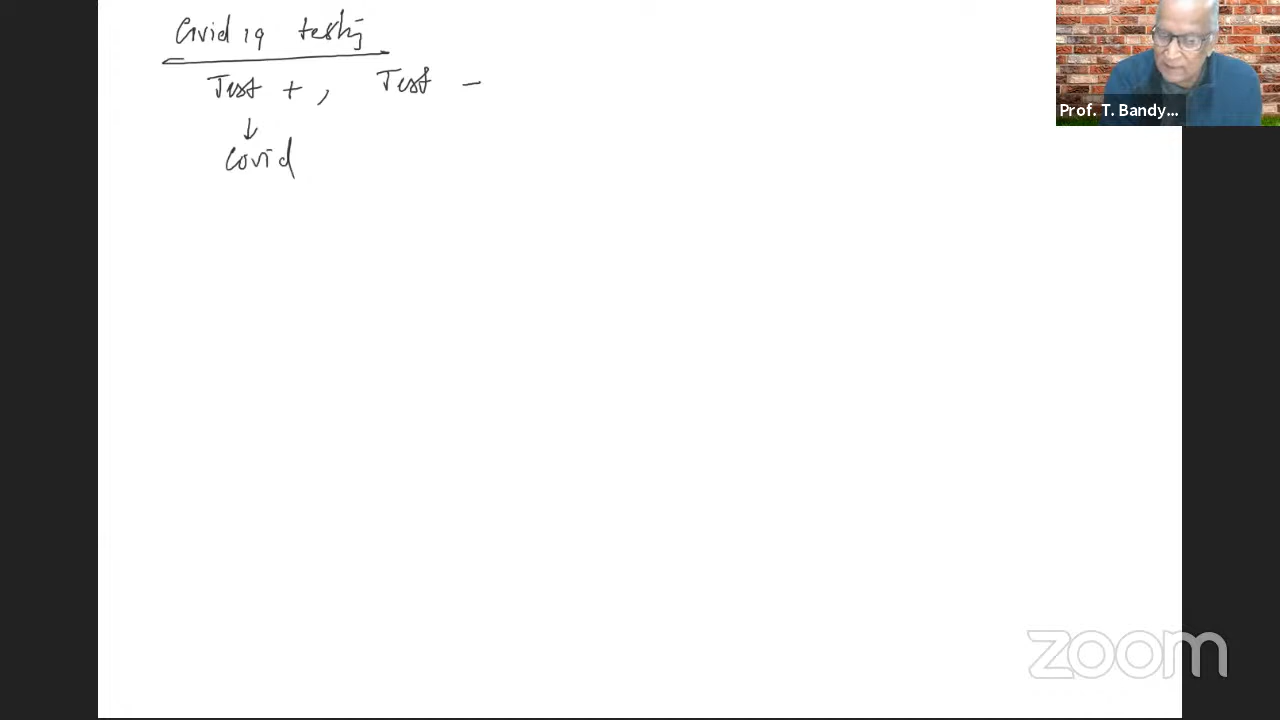 Covid 19 testing
Test + , Test -
↓
Covid
Prof. T. Bandy...
zoom